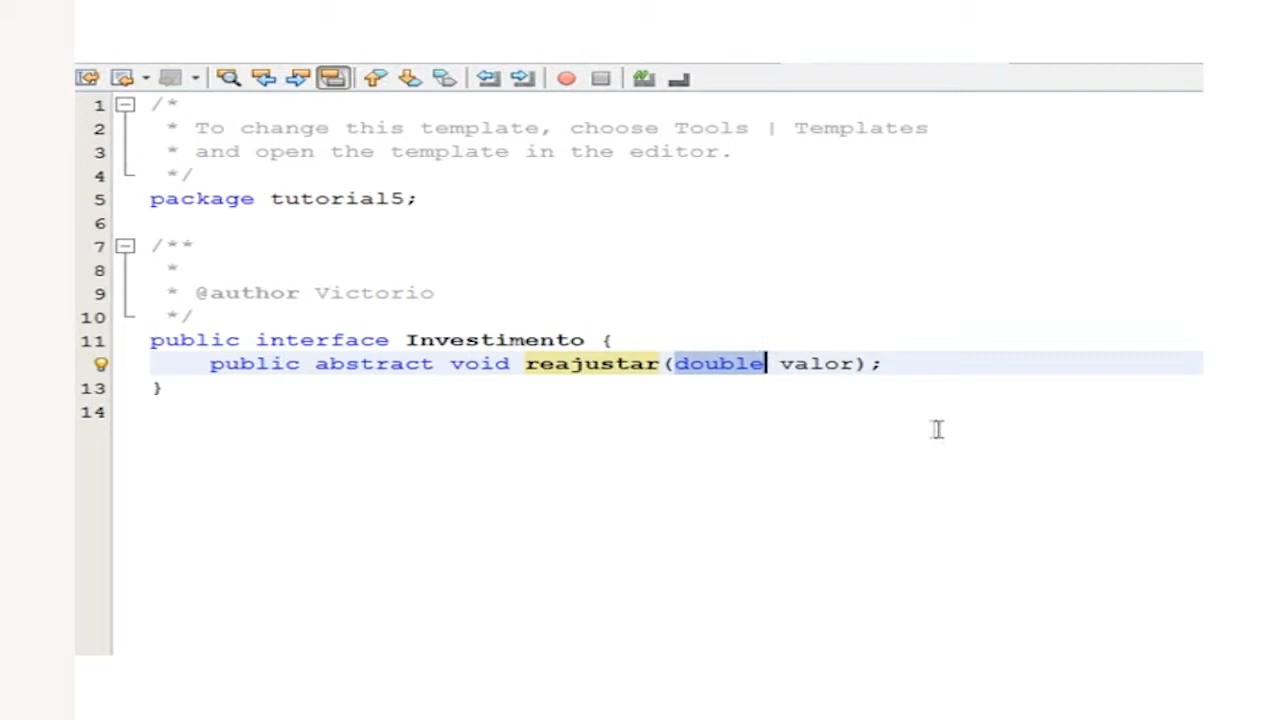 1 /*
2 * To change this template, choose Tools | Templates
3 * and open the template in the editor.
4 */
5 package tutorial5;
6
7 /**
8 *
9 * @author Victorio
10 */
11 public interface Investimento {
public abstract void reajustar(double valor);
13 }
14